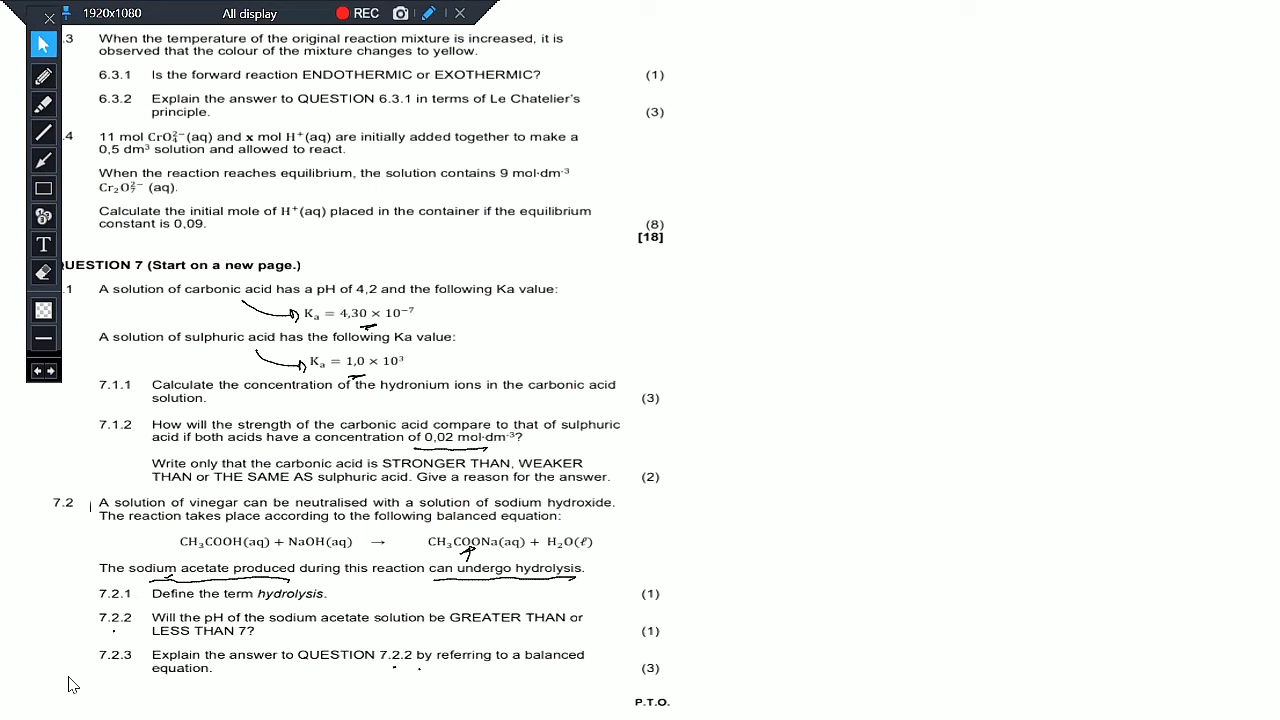 1920x1080 All display REC
.3 When the temperature of the original reaction mixture is increased, it is
observed that the colour of the mixture changes to yellow.
6.3.1 Is the forward reaction ENDOTHERMIC or EXOTHERMIC? (1)
6.3.2 Explain the answer to QUESTION 6.3.1 in terms of Le Chatelier's
principle. (3)
.4 11 mol CrO₄²⁻(aq) and x mol H⁺(aq) are initially added together to make a
0,5 dm³ solution and allowed to react.
When the reaction reaches equilibrium, the solution contains 9 mol·dm⁻³
Cr₂O₇²⁻ (aq).
Calculate the initial mole of H⁺(aq) placed in the container if the equilibrium
constant is 0,09. (8)
[18]
QUESTION 7 (Start on a new page.)
.1 A solution of carbonic acid has a pH of 4,2 and the following Ka value:
Kₐ = 4,30 × 10⁻⁷
A solution of sulphuric acid has the following Ka value:
Kₐ = 1,0 × 10³
7.1.1 Calculate the concentration of the hydronium ions in the carbonic acid
solution. (3)
7.1.2 How will the strength of the carbonic acid compare to that of sulphuric
acid if both acids have a concentration of 0,02 mol·dm⁻³?
Write only that the carbonic acid is STRONGER THAN, WEAKER
THAN or THE SAME AS sulphuric acid. Give a reason for the answer. (2)
7.2 A solution of vinegar can be neutralised with a solution of sodium hydroxide.
The reaction takes place according to the following balanced equation:
CH₃COOH(aq) + NaOH(aq) → CH₃COONa(aq) + H₂O(ℓ)
The sodium acetate produced during this reaction can undergo hydrolysis.
7.2.1 Define the term hydrolysis. (1)
7.2.2 Will the pH of the sodium acetate solution be GREATER THAN or
LESS THAN 7? (1)
7.2.3 Explain the answer to QUESTION 7.2.2 by referring to a balanced
equation. (3)
P.T.O.